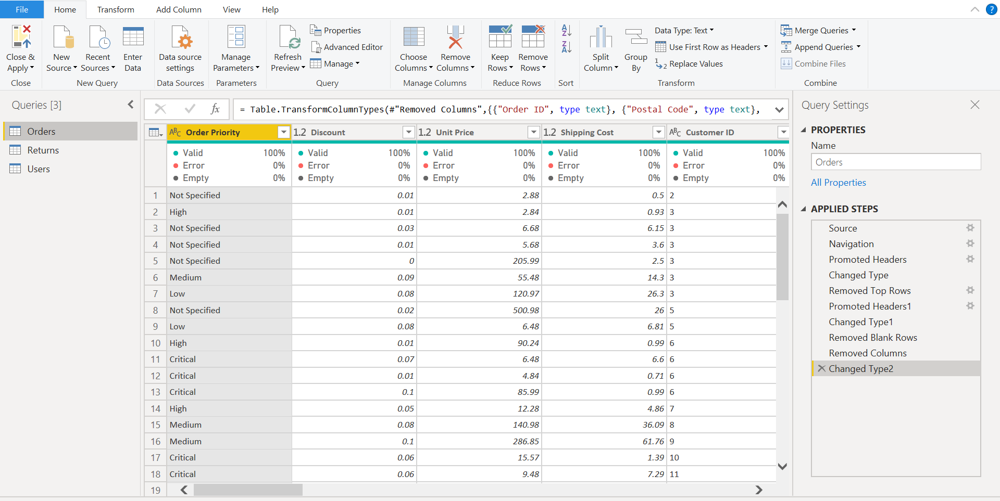 File Home Transform Add Column View Help
?
Close & Apply
New Source
Recent Sources
Enter Data
Data source settings
Manage Parameters
Refresh Preview
Properties
Advanced Editor
Manage
Choose Columns
Remove Columns
Keep Rows
Remove Rows
A Z
Z A
Split Column
Group By
Data Type: Text
Use First Row as Headers
1 2 Replace Values
Merge Queries
Append Queries
Combine Files
Close New Query Data Sources Parameters Query Manage Columns Reduce Rows Sort Transform Combine
Queries [3]
Orders
Returns
Users
fx = Table.TransformColumnTypes(#"Removed Columns",{{"Order ID", type text}, {"Postal Code", type text},
ABC Order Priority 1.2 Discount 1.2 Unit Price 1.2 Shipping Cost ABC Customer ID
Valid 100% Valid 100% Valid 100% Valid 100% Valid 100%
Error 0% Error 0% Error 0% Error 0% Error 0%
Empty 0% Empty 0% Empty 0% Empty 0% Empty 0%
1 Not Specified 0.01 2.88 0.5 2
2 High 0.01 2.84 0.93 3
3 Not Specified 0.03 6.68 6.15 3
4 Not Specified 0.01 5.68 3.6 3
5 Not Specified 0 205.99 2.5 3
6 Medium 0.09 55.48 14.3 3
7 Low 0.08 120.97 26.3 3
8 Not Specified 0.02 500.98 26 5
9 Low 0.08 6.48 6.81 5
10 High 0.01 90.24 0.99 6
11 Critical 0.07 6.48 6.6 6
12 Critical 0.01 4.84 0.71 6
13 Critical 0.1 85.99 0.99 6
14 High 0.05 12.28 4.86 7
15 Medium 0.08 140.98 36.09 8
16 Medium 0.1 286.85 61.76 9
17 Critical 0.06 15.57 1.39 10
18 Critical 0.06 9.48 7.29 11
19
Query Settings
PROPERTIES
Name
Orders
All Properties
APPLIED STEPS
Source
Navigation
Promoted Headers
Changed Type
Removed Top Rows
Promoted Headers1
Changed Type1
Removed Blank Rows
Removed Columns
Changed Type2